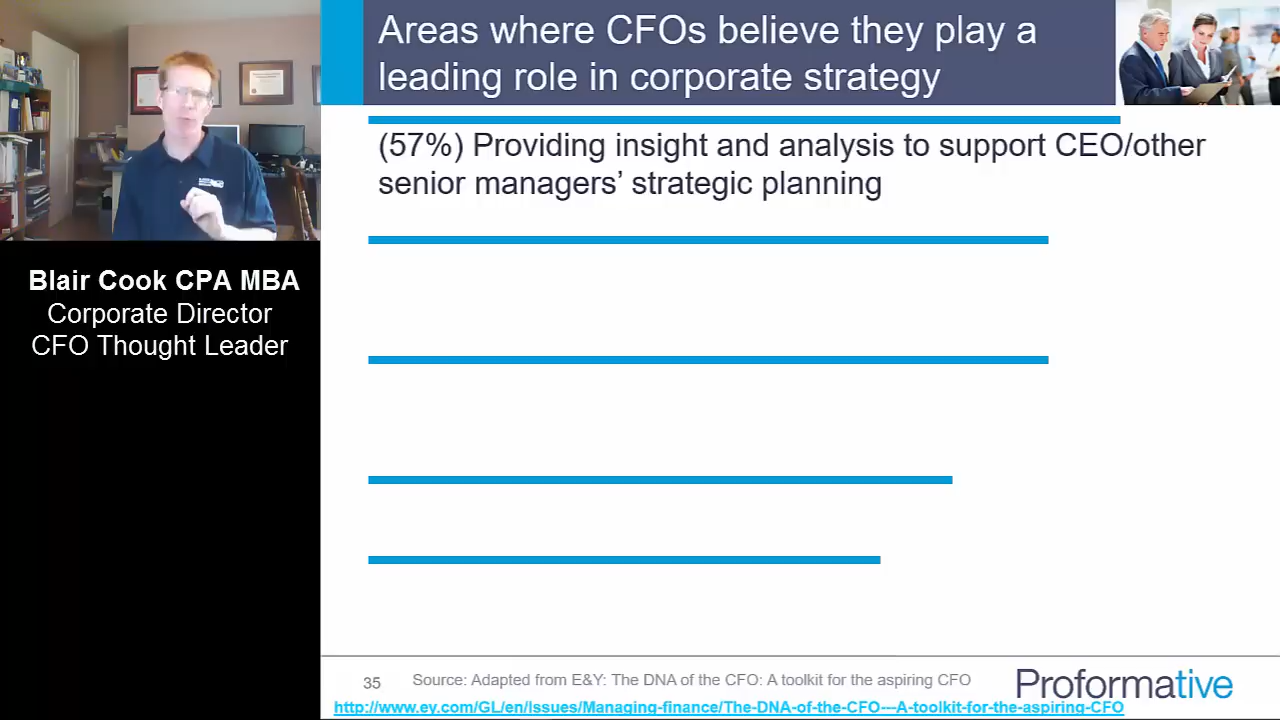 Areas where CFOs believe they play a
leading role in corporate strategy
(57%) Providing insight and analysis to support CEO/other
senior managers’ strategic planning
Blair Cook CPA MBA
Corporate Director
CFO Thought Leader
35
Source: Adapted from E&Y: The DNA of the CFO: A toolkit for the aspiring CFO
http://www.ey.com/GL/en/Issues/Managing-finance/The-DNA-of-the-CFO---A-toolkit-for-the-aspiring-CFO
Proformative